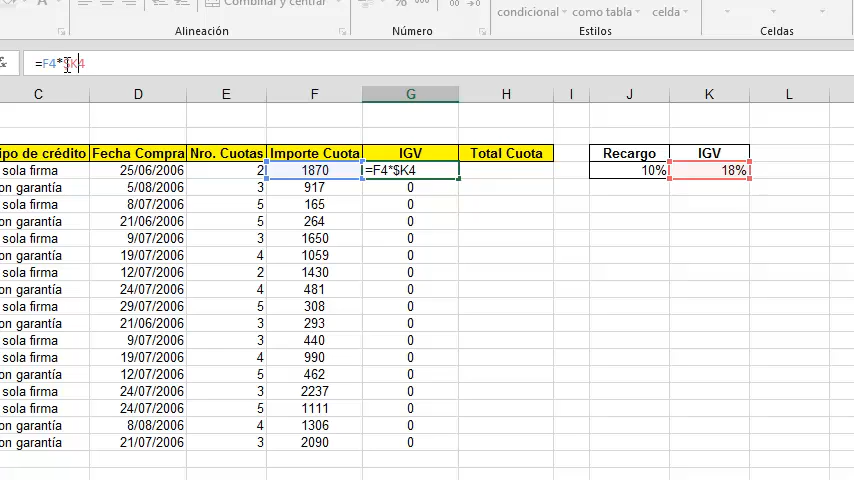 Combinar y centrar
%
condicional como tabla celda
Alineación Número Estilos Celdas
=F4*$K4
C D E F G H I J K L
ipo de crédito Fecha Compra Nro. Cuotas Importe Cuota IGV Total Cuota Recargo IGV
sola firma 25/06/2006 2 1870 =F4*$K4 10% 18%
on garantía 5/08/2006 3 917 0
sola firma 8/07/2006 5 165 0
on garantía 21/06/2006 5 264 0
sola firma 9/07/2006 3 1650 0
on garantía 19/07/2006 4 1059 0
sola firma 12/07/2006 2 1430 0
on garantía 24/07/2006 4 481 0
sola firma 29/07/2006 5 308 0
on garantía 21/06/2006 3 293 0
sola firma 9/07/2006 3 440 0
sola firma 19/07/2006 4 990 0
on garantía 12/07/2006 5 462 0
sola firma 24/07/2006 3 2237 0
sola firma 24/07/2006 5 1111 0
on garantía 8/08/2006 4 1306 0
on garantía 21/07/2006 3 2090 0